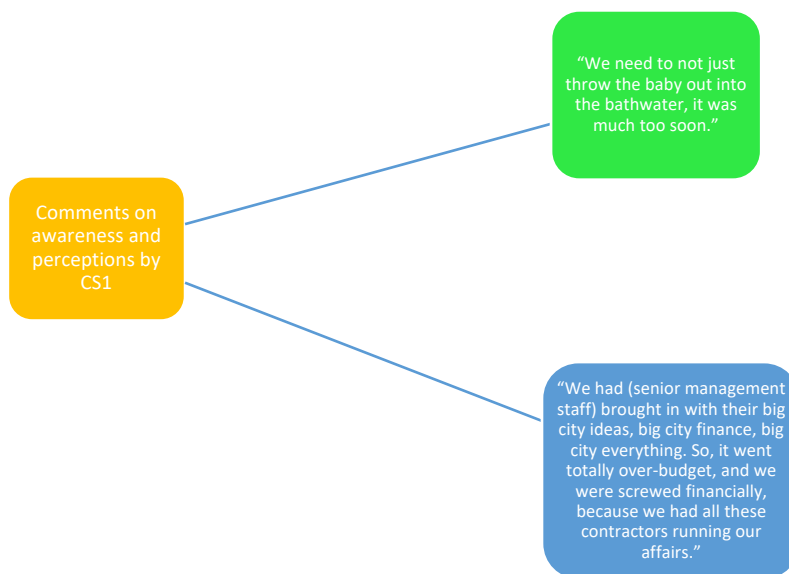 “We need to not just
throw the baby out into
the bathwater, it was
much too soon.”
Comments on
awareness and
perceptions by
CS1
“We had (senior management
staff) brought in with their big
city ideas, big city finance, big
city everything. So, it went
totally over-budget, and we
were screwed financially,
because we had all these
contractors running our
affairs.”